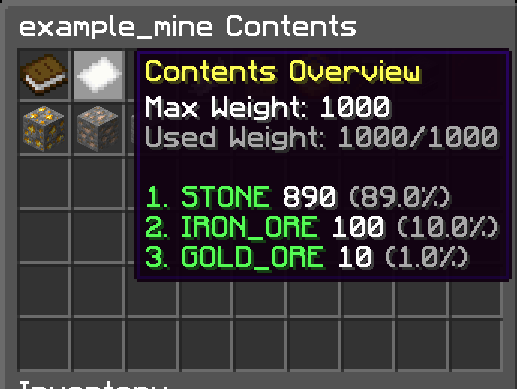 example_mine Contents
Contents Overview
Max Weight: 1000
Used Weight: 1000/1000
1. STONE 890 (89.0%)
2. IRON_ORE 100 (10.0%)
3. GOLD_ORE 10 (1.0%)
Inventory